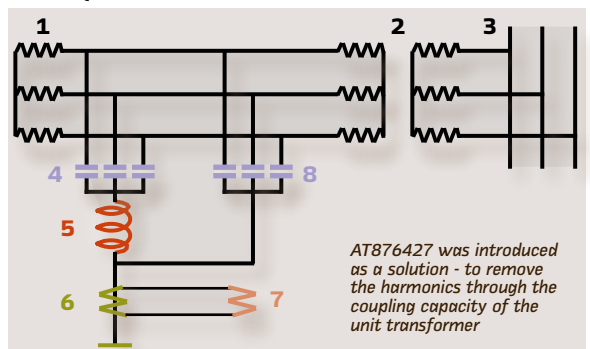 1 2 3
4 8
5
6 7
AT876427 was introduced
as a solution - to remove
the harmonics through the
coupling capacity of the
unit transformer